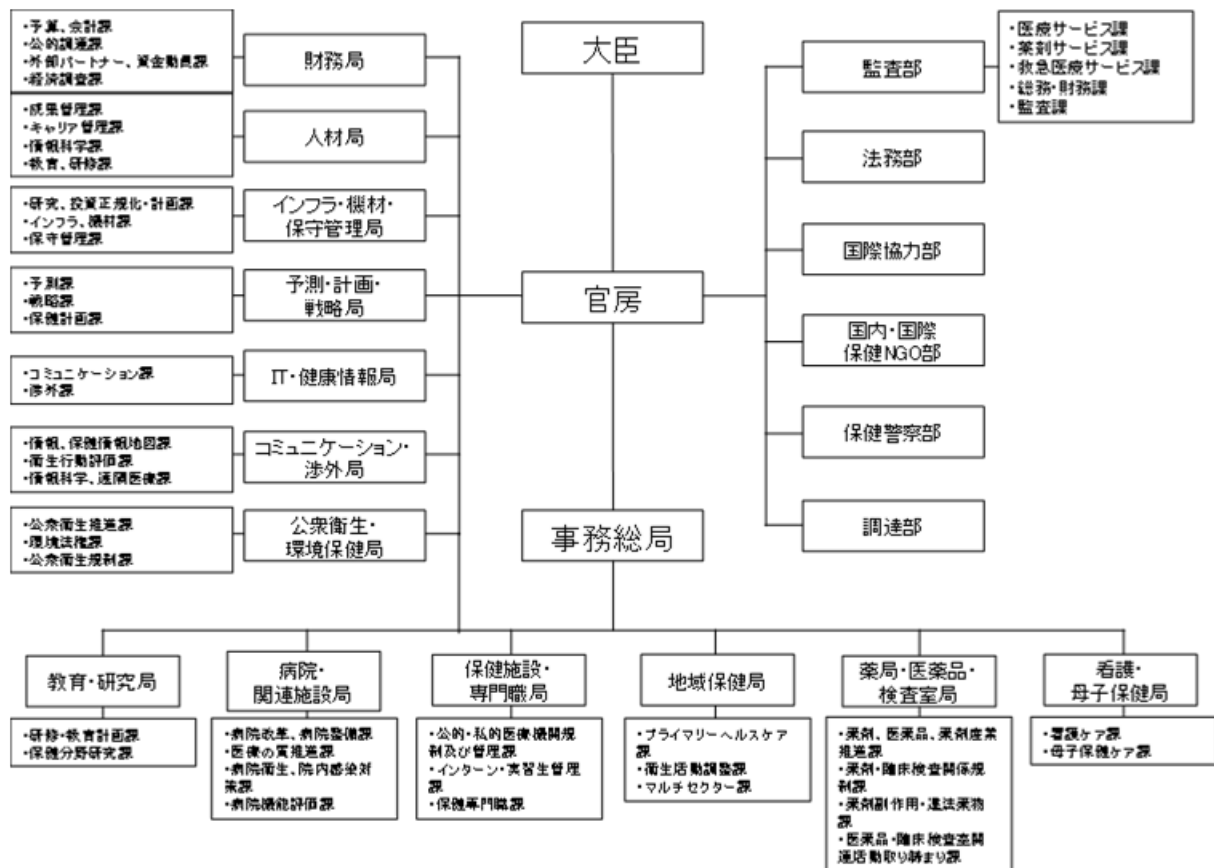 ・予算、会計課
・公的調達課
・外部パートナー、資金動員課
・経済調査課
財務局
大臣
監査部
・医療サービス課
・薬剤サービス課
・救急医療サービス課
・総務・財務課
・監査課
・成果管理課
・キャリア管理課
・情報科学課
・教育、研修課
人材局
法務部
・研究、投資正規化・計画課
・インフラ、機材課
・保守管理課
インフラ・機材・
保守管理局
国際協力部
・予測課
・戦略課
・保健計画課
予測・計画・
戦略局
官房
国内・国際
保健NGO部
・コミュニケーション課
・渉外課
IT・健康情報局
・情報、保健情報地図課
・衛生行動評価課
・情報科学、遠隔医療課
コミュニケーション・
渉外局
保健警察部
・公衆衛生推進課
・環境法権課
・公衆衛生規制課
公衆衛生・
環境保健局
事務総局
調達部
教育・研究局
・研修・教育計画課
・保健分野研究課
病院・
関連施設局
・病院改革、病院整備課
・医療の質推進課
・病院衛生、院内感染対
策課
・病院機能評価課
保健施設・
専門職局
・公的・私的医療機関規
制及び管理課
・インターン・実習生管理
課
・保健専門職課
地域保健局
・プライマリーヘルスケア
課
・衛生活動調整課
・マルチセクター課
薬局・医薬品・
検査室局
・薬剤、医薬品、薬剤産業
推進課
・薬剤・臨床検査関係規
制課
・薬剤副作用・違法薬物
課
・医薬品・臨床検査室関
連活動取り締まり課
看護・
母子保健局
・看護ケア課
・母子保健ケア課